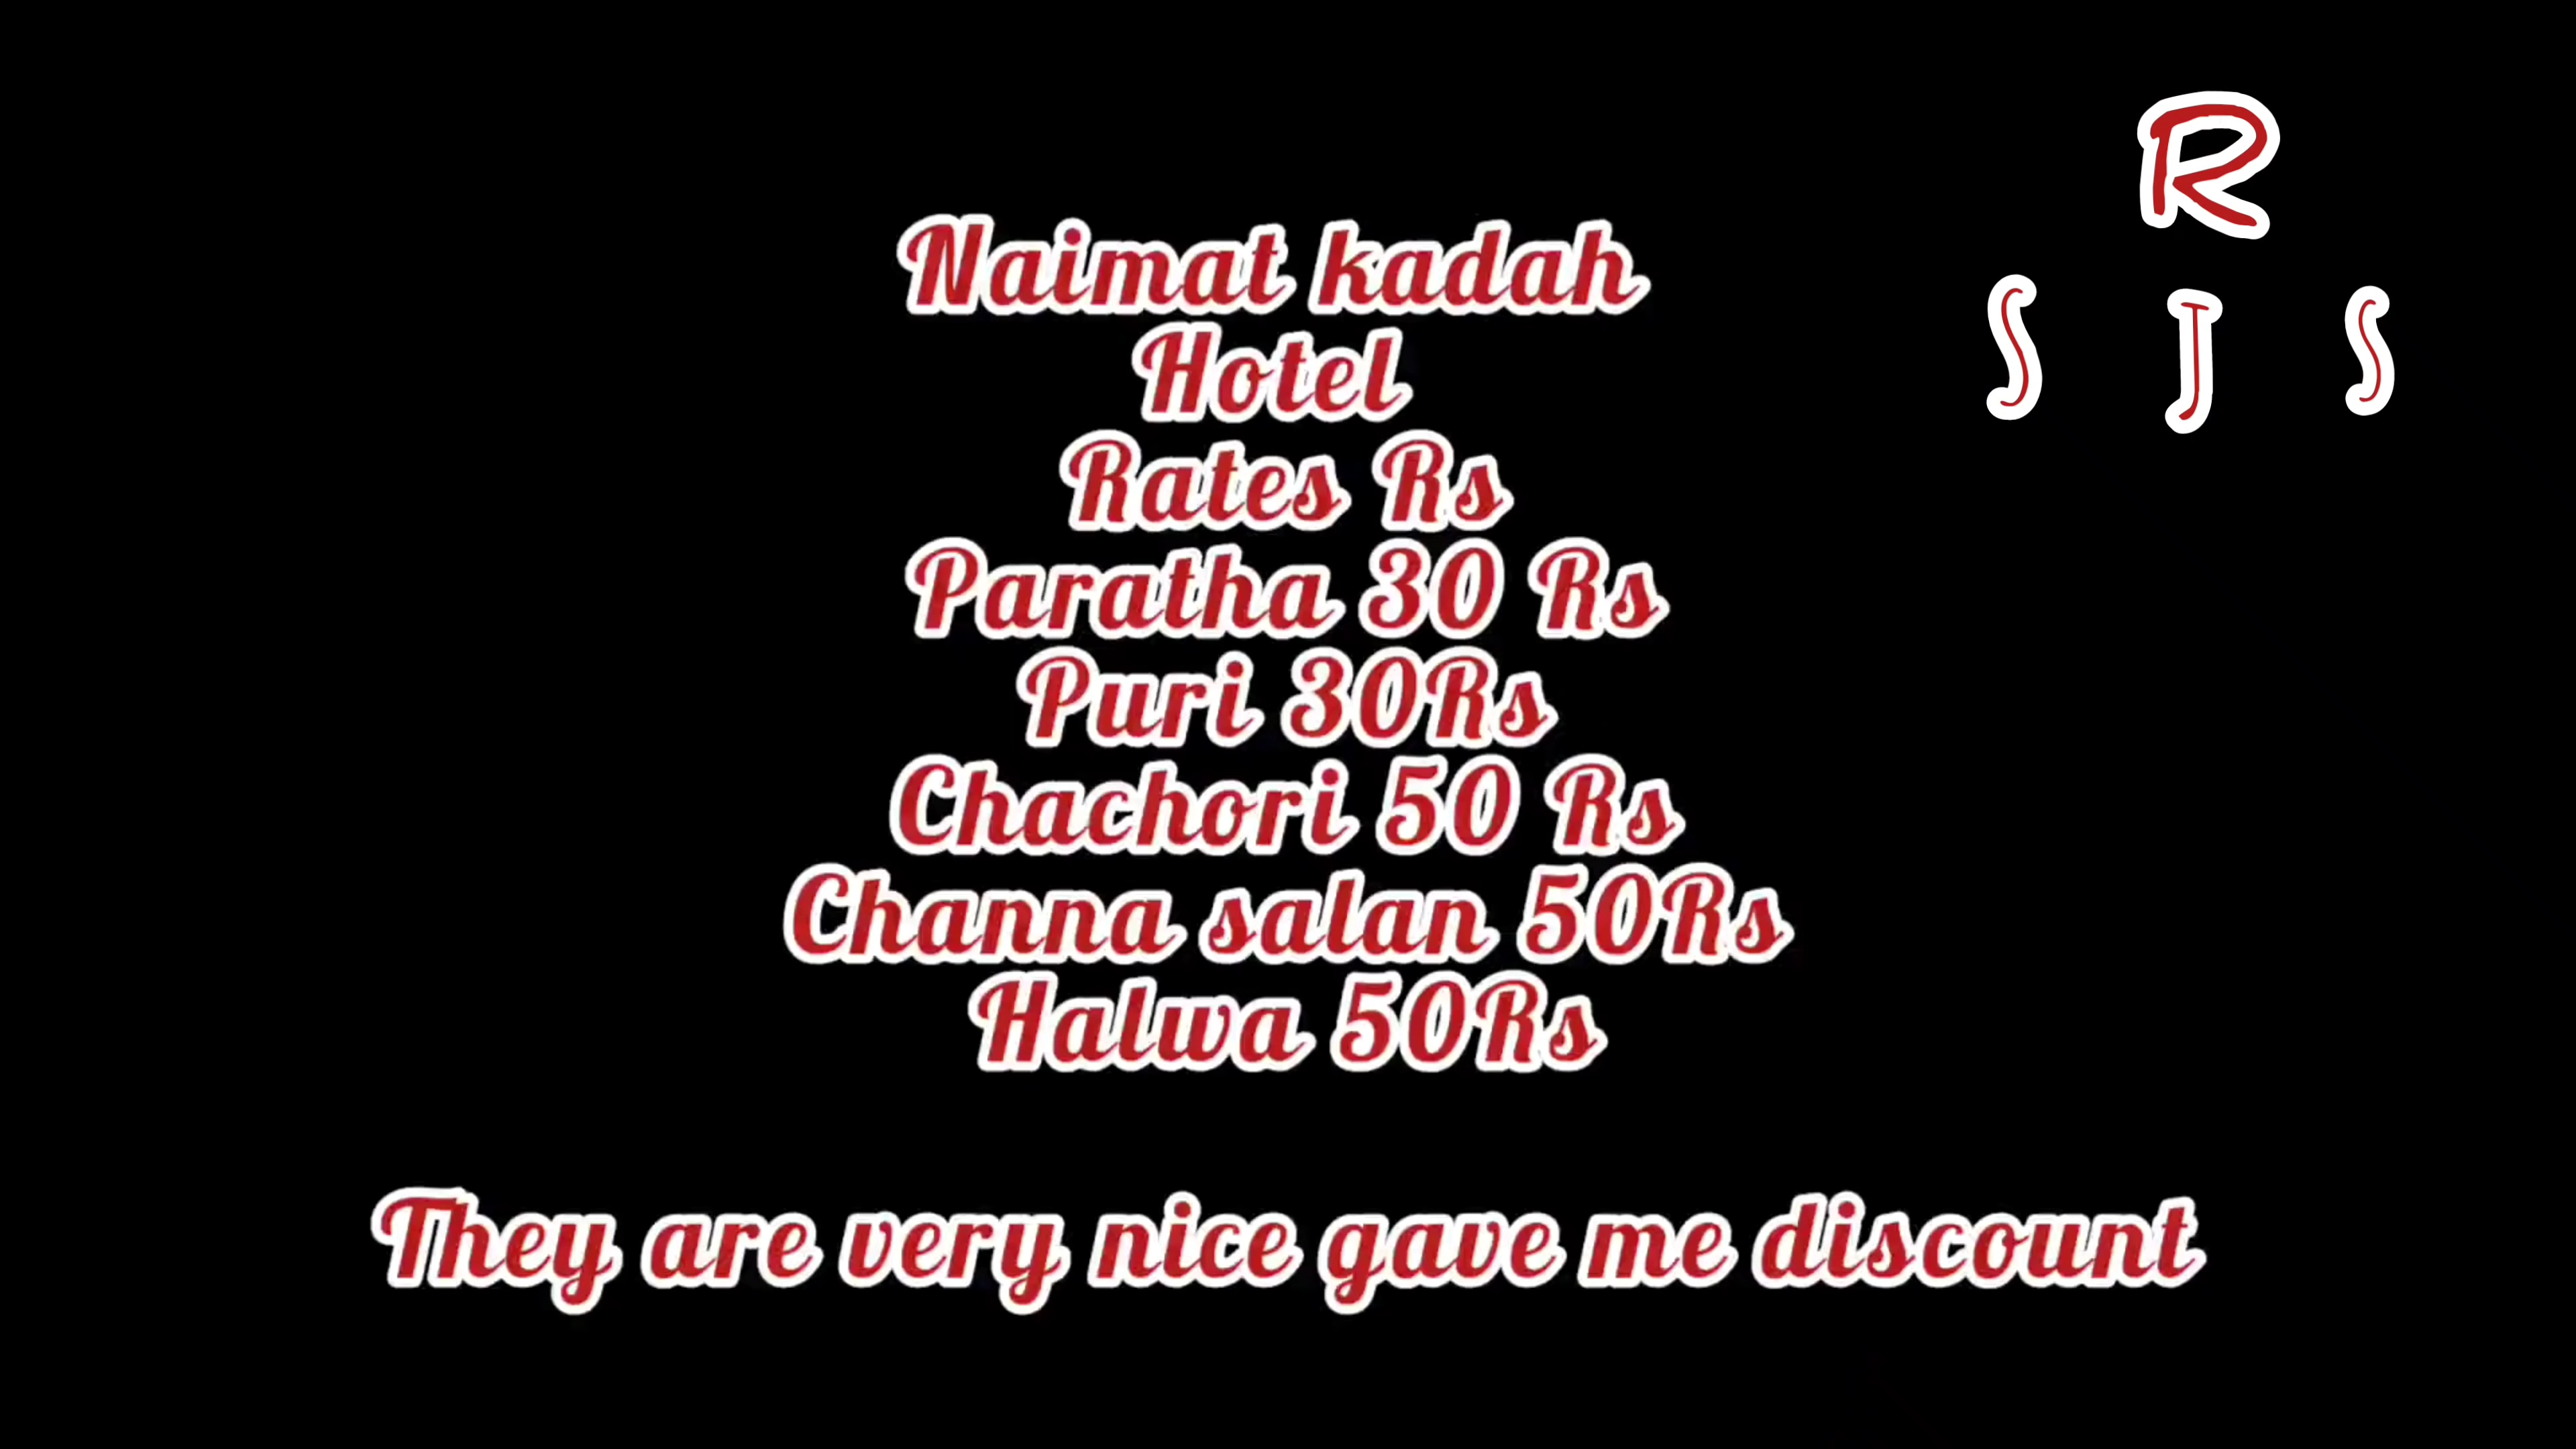 R
S J S
Naimat kadah
Hotel
Rates Rs
Paratha 30 Rs
Puri 30Rs
Chachori 50 Rs
Channa salan 50Rs
Halwa 50Rs
They are very nice gave me discount